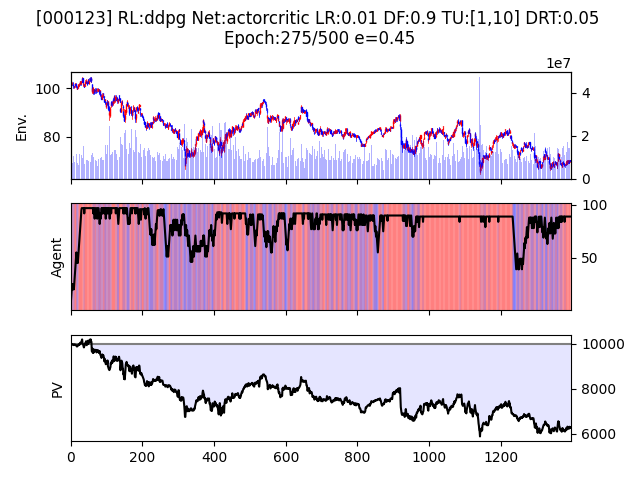 [000123] RL:ddpg Net:actorcritic LR:0.01 DF:0.9 TU:[1,10] DRT:0.05
Epoch:275/500 e=0.45
1e7
Env.
100
80
4
2
0
Agent
100
50
PV
10000
8000
6000
0 200 400 600 800 1000 1200